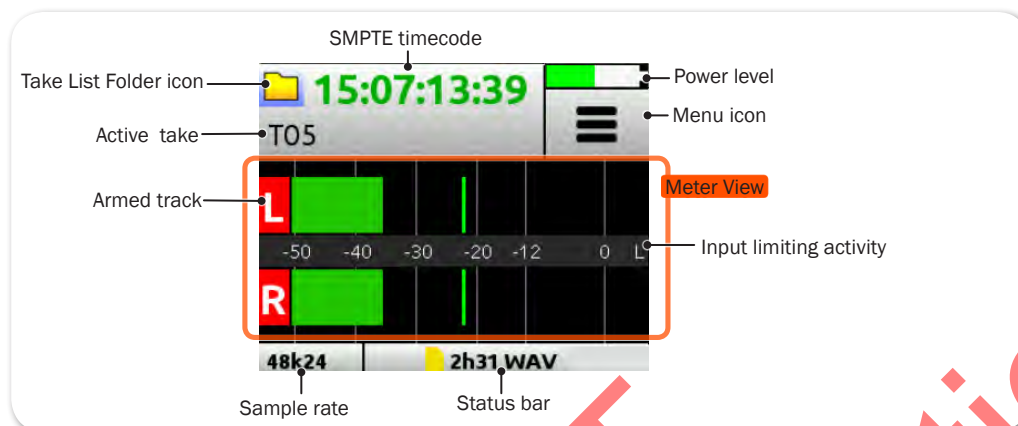 SMPTE timecode
Take List Folder icon
15:07:13:39
Power level
Menu icon
Active take
T05
Meter View
Armed track
L
-50 -40 -30 -20 -12 0 L
Input limiting activity
R
48k24
2h31 WAV
Sample rate
Status bar